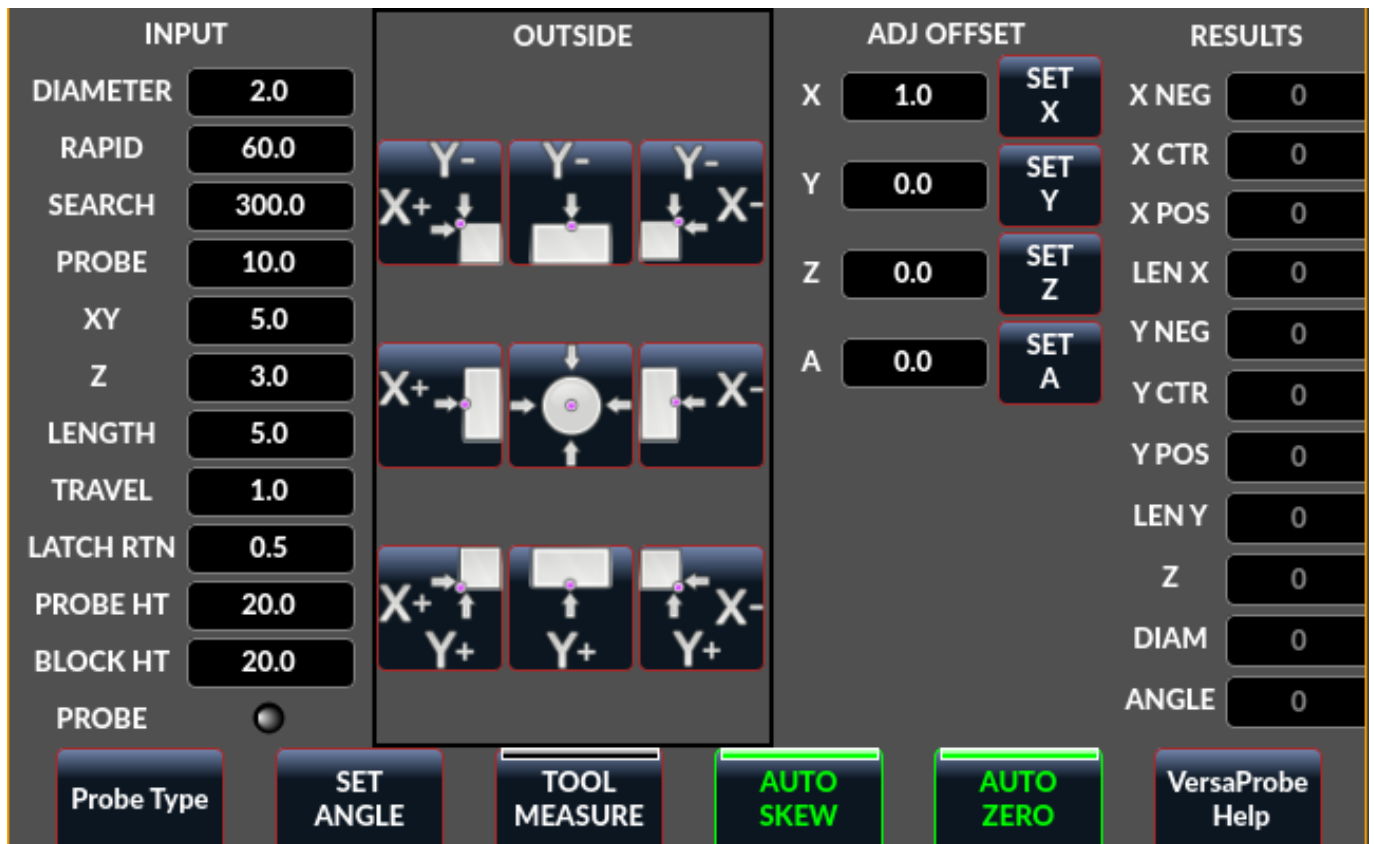 INPUT
DIAMETER 2.0
RAPID 60.0
SEARCH 300.0
PROBE 10.0
XY 5.0
Z 3.0
LENGTH 5.0
TRAVEL 1.0
LATCH RTN 0.5
PROBE HT 20.0
BLOCK HT 20.0
PROBE
OUTSIDE
Y- Y- Y-
X+ X-
X+ X-
X+ X-
Y+ Y+ Y+
ADJ OFFSET
X 1.0 SET
X
Y 0.0 SET
Y
Z 0.0 SET
Z
A 0.0 SET
A
RESULTS
X NEG 0
X CTR 0
X POS 0
LEN X 0
Y NEG 0
Y CTR 0
Y POS 0
LEN Y 0
Z 0
DIAM 0
ANGLE 0
Probe Type
SET
ANGLE
TOOL
MEASURE
AUTO
SKEW
AUTO
ZERO
VersaProbe
Help